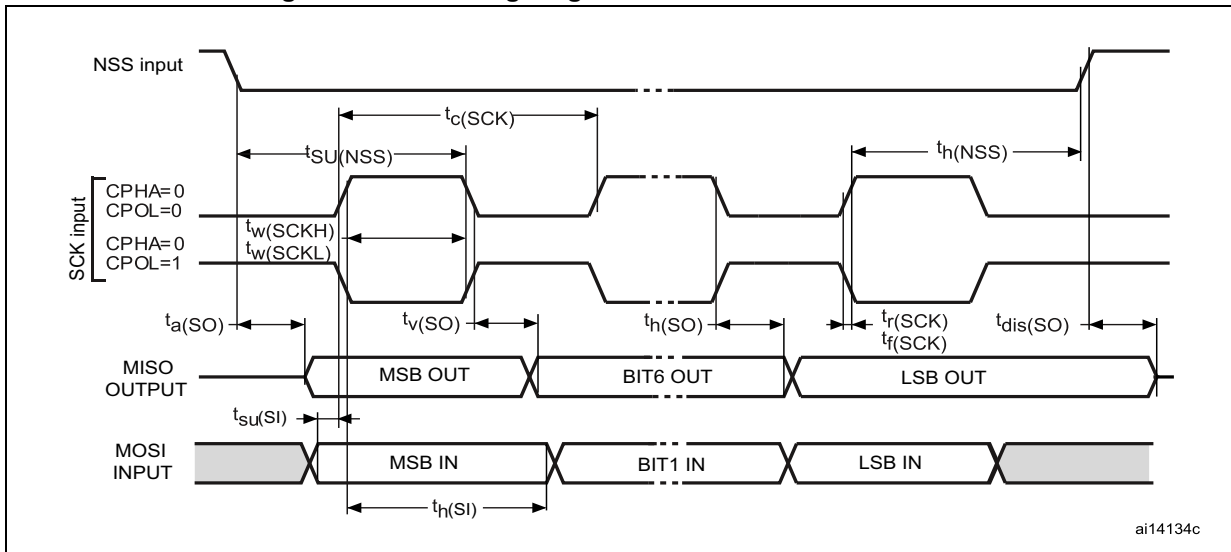 NSS input
tc(SCK)
tSU(NSS)
th(NSS)
SCK input
CPHA=0
CPOL=0
tw(SCKH)
CPHA=0
tw(SCKL)
CPOL=1
ta(SO)
tv(SO)
th(SO)
tr(SCK)
tf(SCK)
tdis(SO)
MISO
OUTPUT
MSB OUT
BIT6 OUT
LSB OUT
tsu(SI)
MOSI
INPUT
MSB IN
BIT1 IN
LSB IN
th(SI)
ai14134c